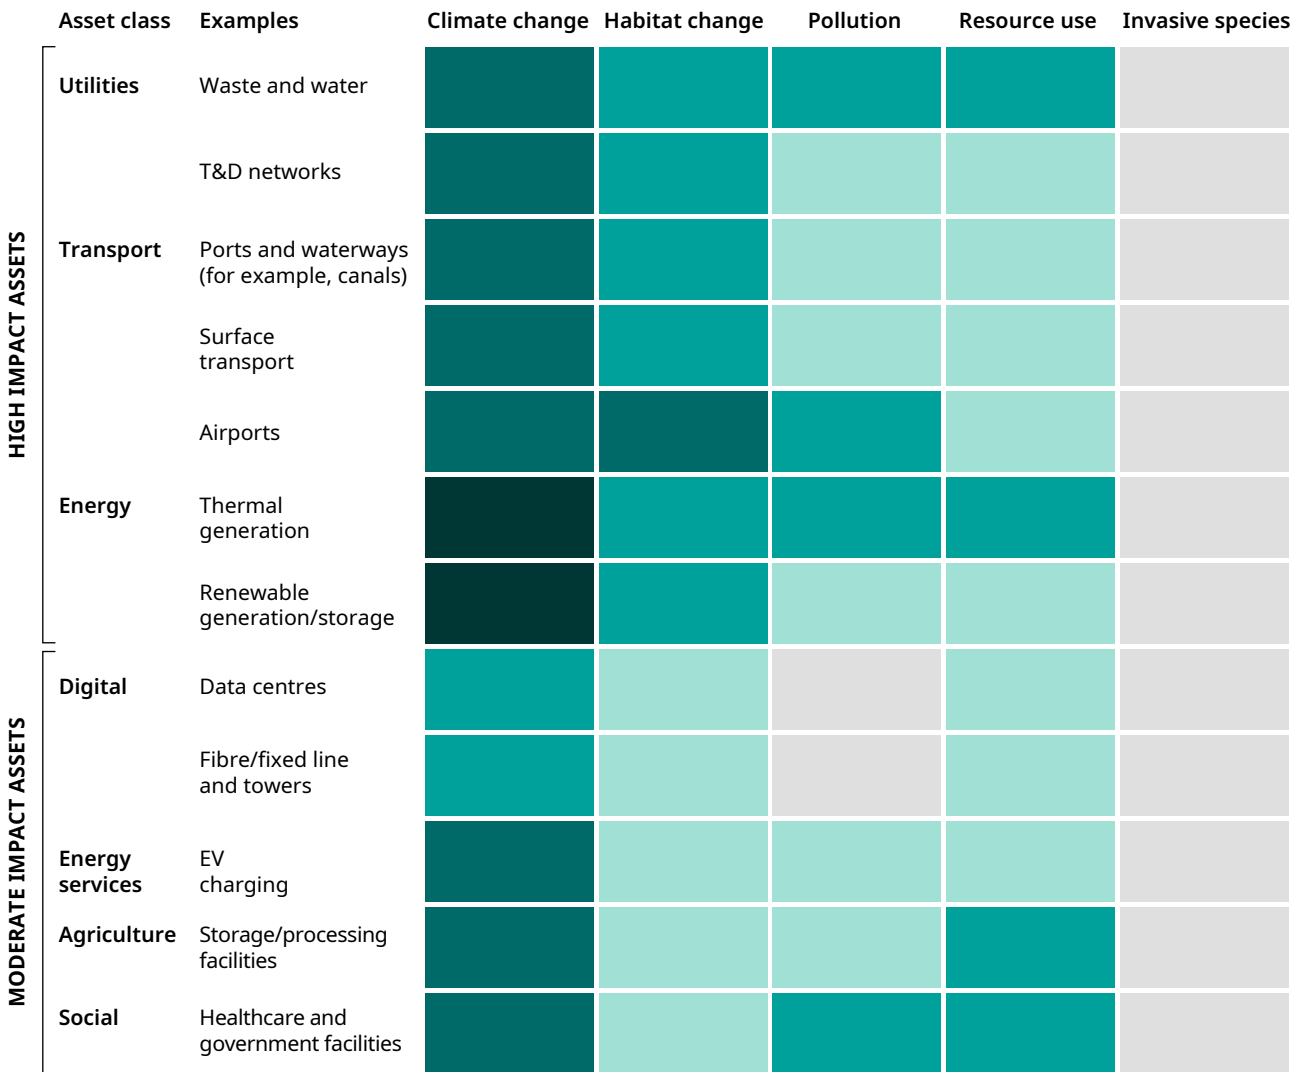 Asset class Examples Climate change Habitat change Pollution Resource use Invasive species
HIGH IMPACT ASSETS
Utilities Waste and water
T&D networks
Transport Ports and waterways
(for example, canals)
Surface
transport
Airports
Energy Thermal
generation
Renewable
generation/storage
MODERATE IMPACT ASSETS
Digital Data centres
Fibre/fixed line
and towers
Energy EV
services charging
Agriculture Storage/processing
facilities
Social Healthcare and
government facilities